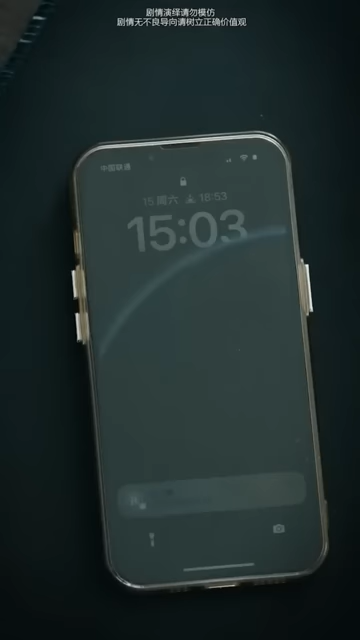 剧情演绎请勿模仿
剧情无不良导向请树立正确价值观
中国联通
15 周六 18:53
15:03